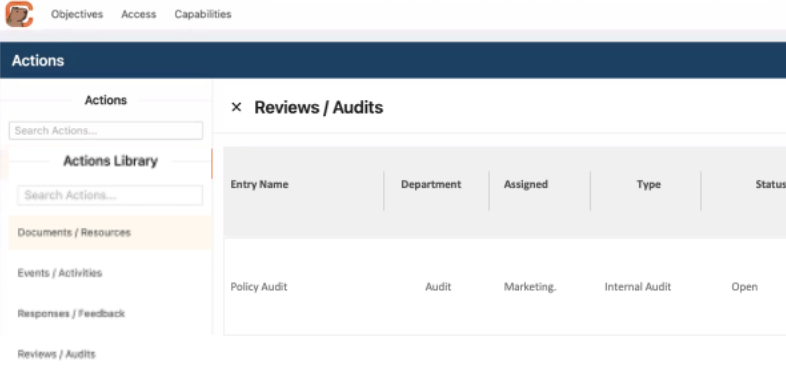 Objectives Access Capabilities
Actions
Actions
Search Actions...
Actions Library
Search Actions...
Documents / Resources
Events / Activities
Responses / Feedback
Reviews / Audits
× Reviews / Audits
Entry Name Department Assigned Type Status
Policy Audit Audit Marketing. Internal Audit Open